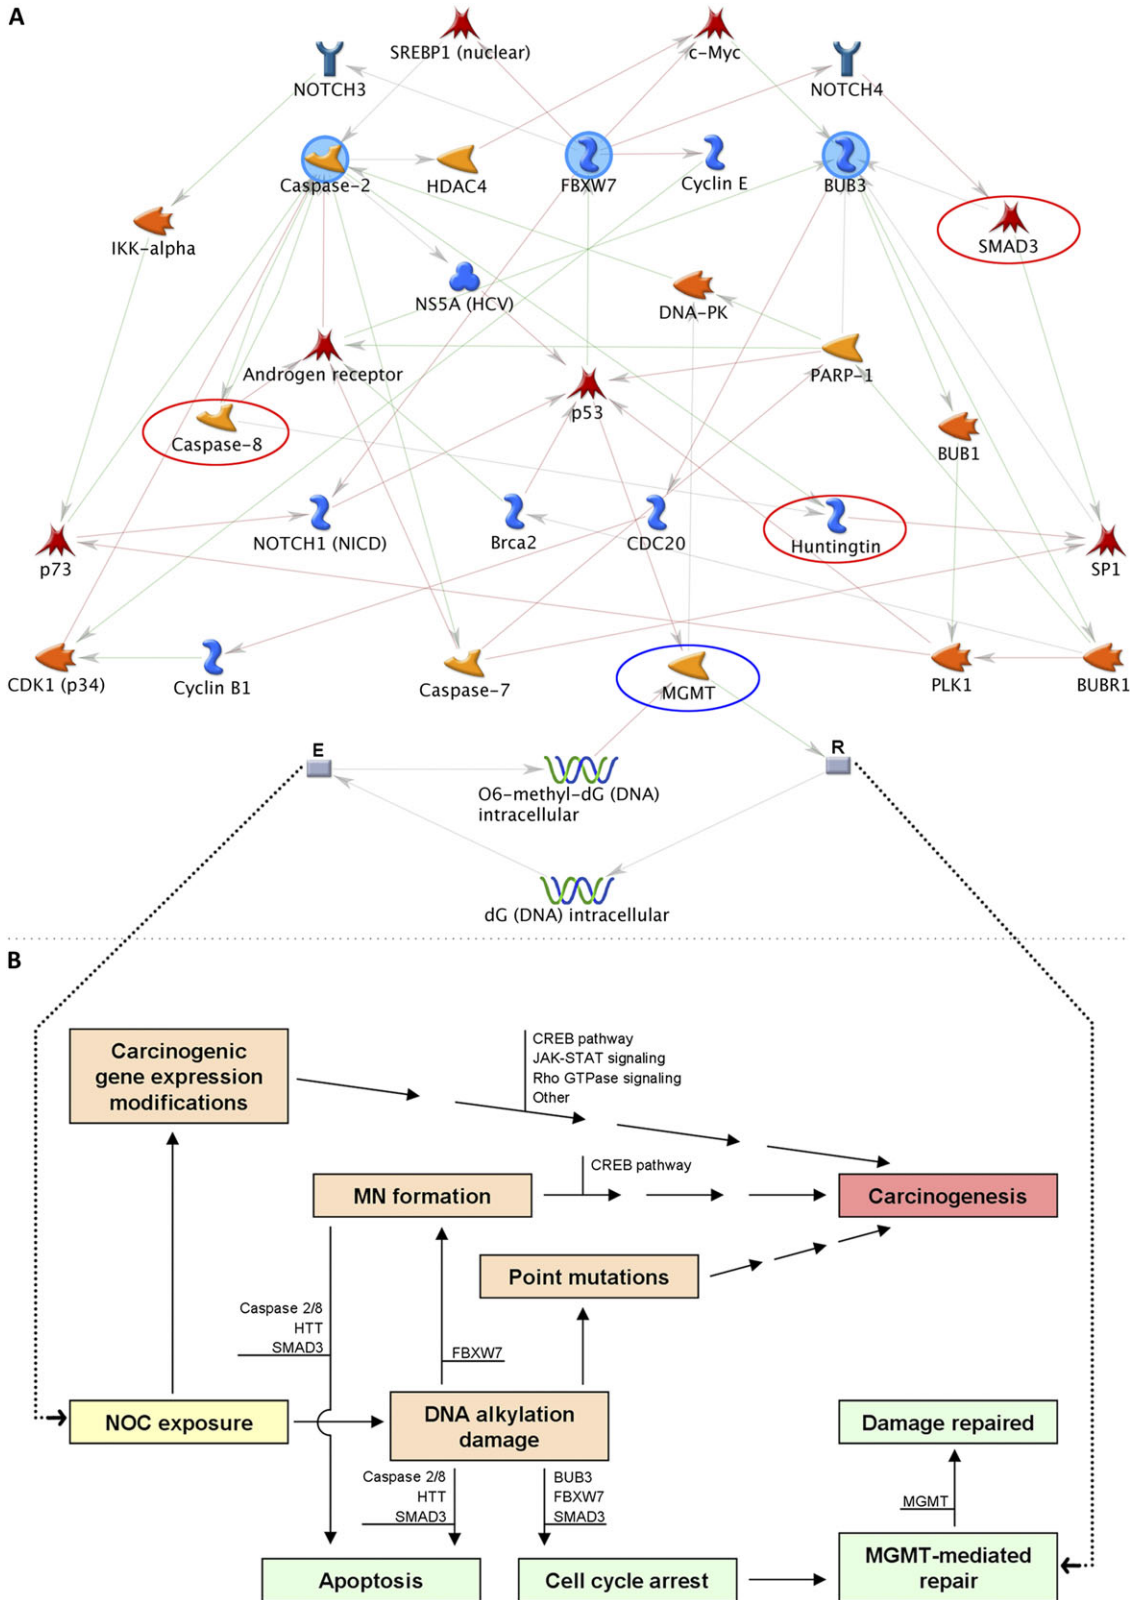 A
SREBP1 (nuclear)
c-Myc
NOTCH3
NOTCH4
Caspase-2
HDAC4
FBXW7
Cyclin E
BUB3
IKK-alpha
SMAD3
NS5A (HCV)
DNA-PK
Androgen receptor
PARP-1
p53
Caspase-8
BUB1
NOTCH1 (NICD)
Brca2
CDC20
Huntingtin
p73
SP1
CDK1 (p34)
Cyclin B1
Caspase-7
MGMT
PLK1
BUBR1
E
R
O6-methyl-dG (DNA)
intracellular
dG (DNA) intracellular
B
Carcinogenic
gene expression
modifications
CREB pathway
JAK-STAT signaling
Rho GTPase signaling
Other
MN formation
CREB pathway
Carcinogenesis
Point mutations
Caspase 2/8
HTT
SMAD3
FBXW7
NOC exposure
DNA alkylation
damage
Damage repaired
Caspase 2/8
HTT
SMAD3
BUB3
FBXW7
SMAD3
MGMT
Apoptosis
Cell cycle arrest
MGMT-mediated
repair